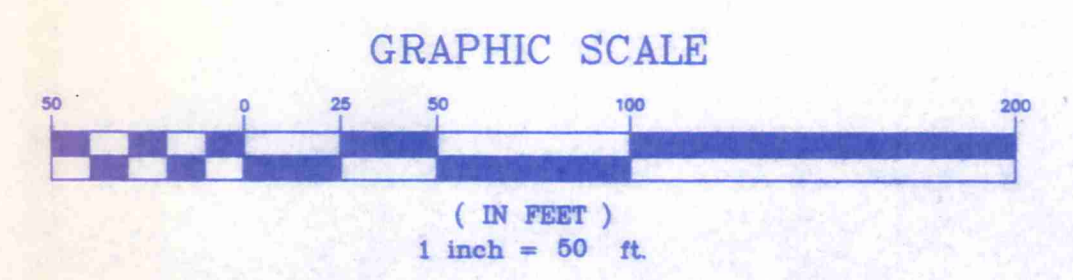 GRAPHIC SCALE
50 0 25 50 100 200
( IN FEET )
1 inch = 50 ft.